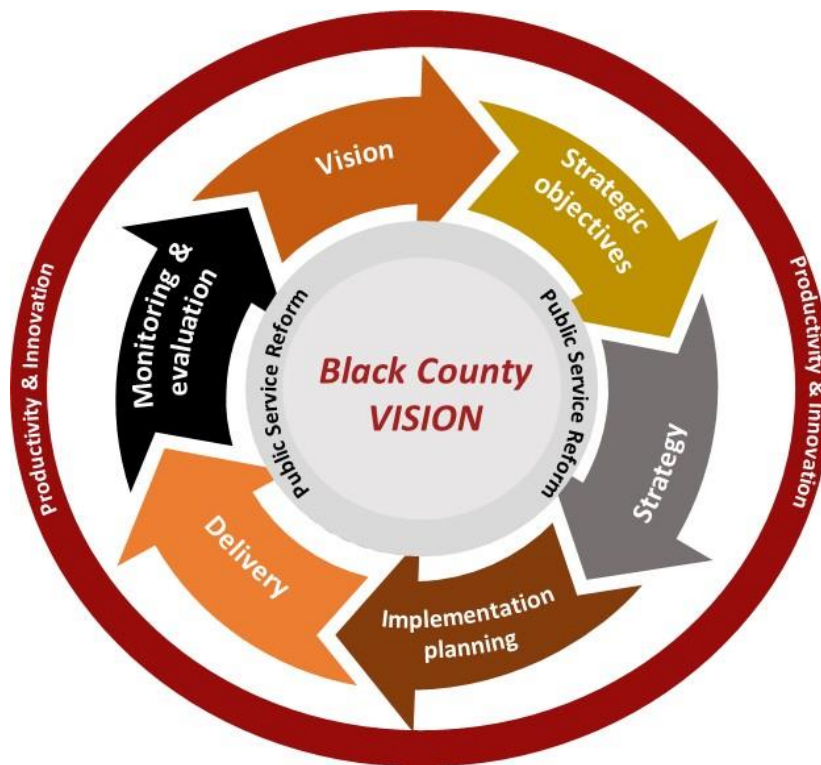 Vision
Strategic
objectives
Strategy
Implementation
planning
Delivery
Monitoring &
evaluation
Black County
VISION
Public Service Reform
Public Service Reform
Productivity & Innovation
Productivity & Innovation